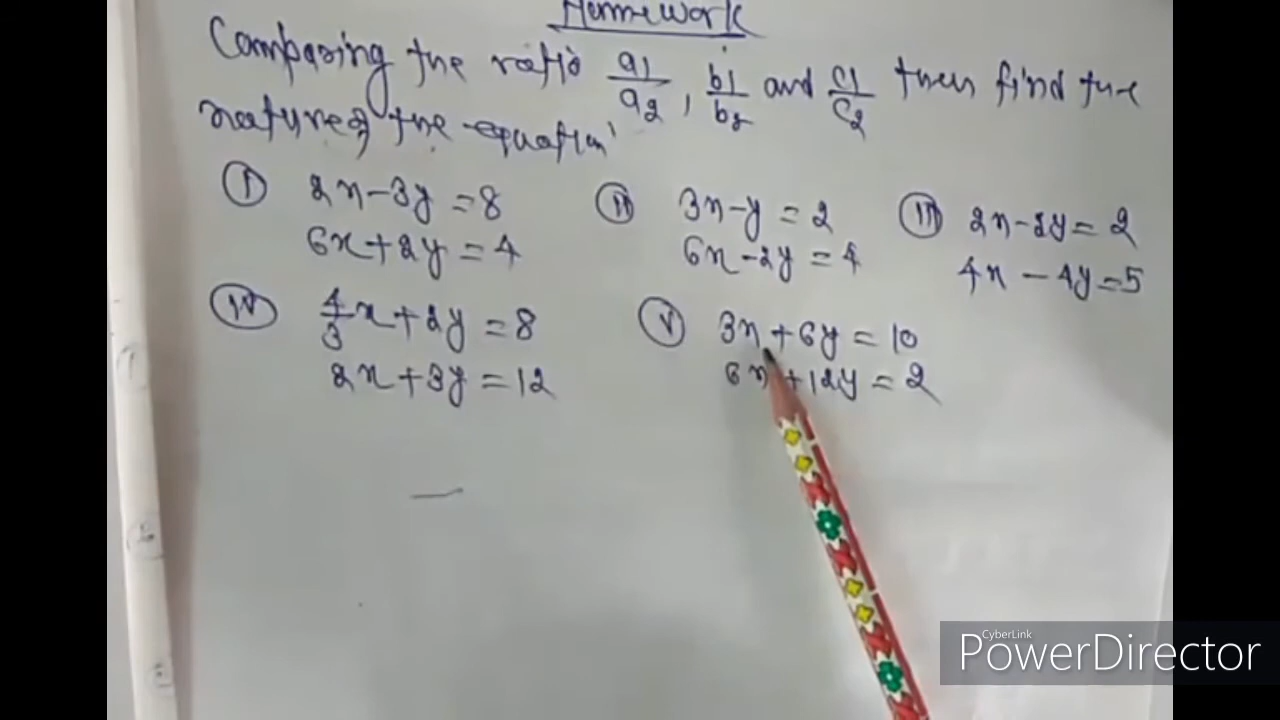 Homework
Comparing the ratio a1/a2, b1/b2 and c1/c2 then find the
nature of the equation
(I) 2x-3y=8 (II) 3x-y=2 (III) 2x-2y=2
6x+2y=4 6x-2y=4 4x-4y=5
(IV) 4/3x+2y=8 (V) 3x+6y=10
2x+3y=12 6x+12y=2
CyberLink
PowerDirector